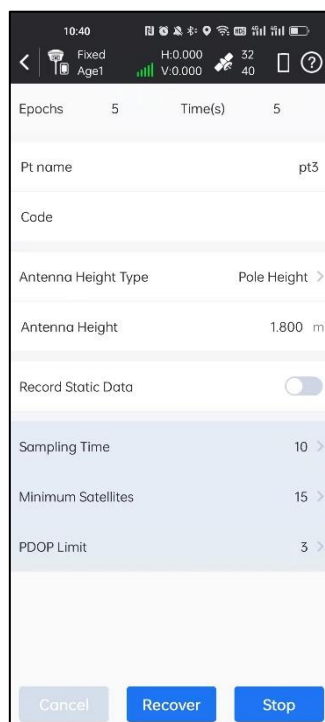 10:40
Fixed H:0.000 32
Age1 V:0.000 40
Epochs 5 Time(s) 5
Pt name pt3
Code
Antenna Height Type Pole Height
Antenna Height 1.800 m
Record Static Data
Sampling Time 10
Minimum Satellites 15
PDOP Limit 3
Cancel Recover Stop